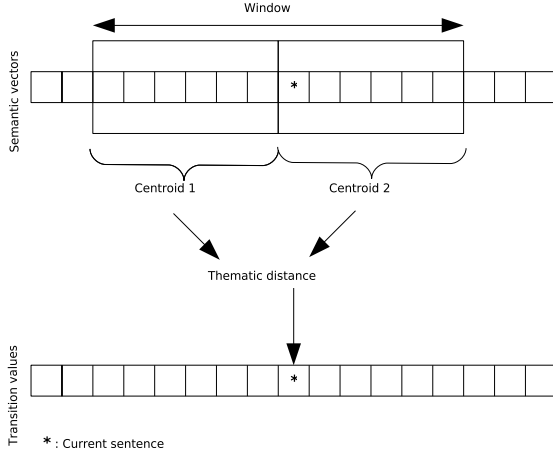 Window
Semantic vectors
*
Centroid 1
Centroid 2
Thematic distance
Transition values
*
* : Current sentence